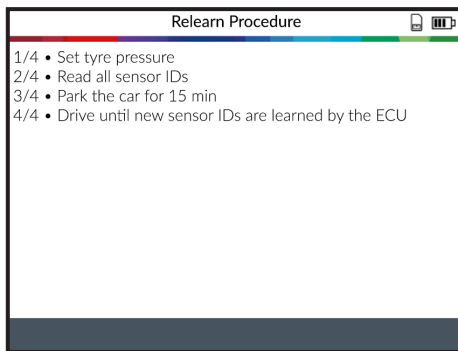 Relearn Procedure
1/4 • Set tyre pressure
2/4 • Read all sensor IDs
3/4 • Park the car for 15 min
4/4 • Drive until new sensor IDs are learned by the ECU